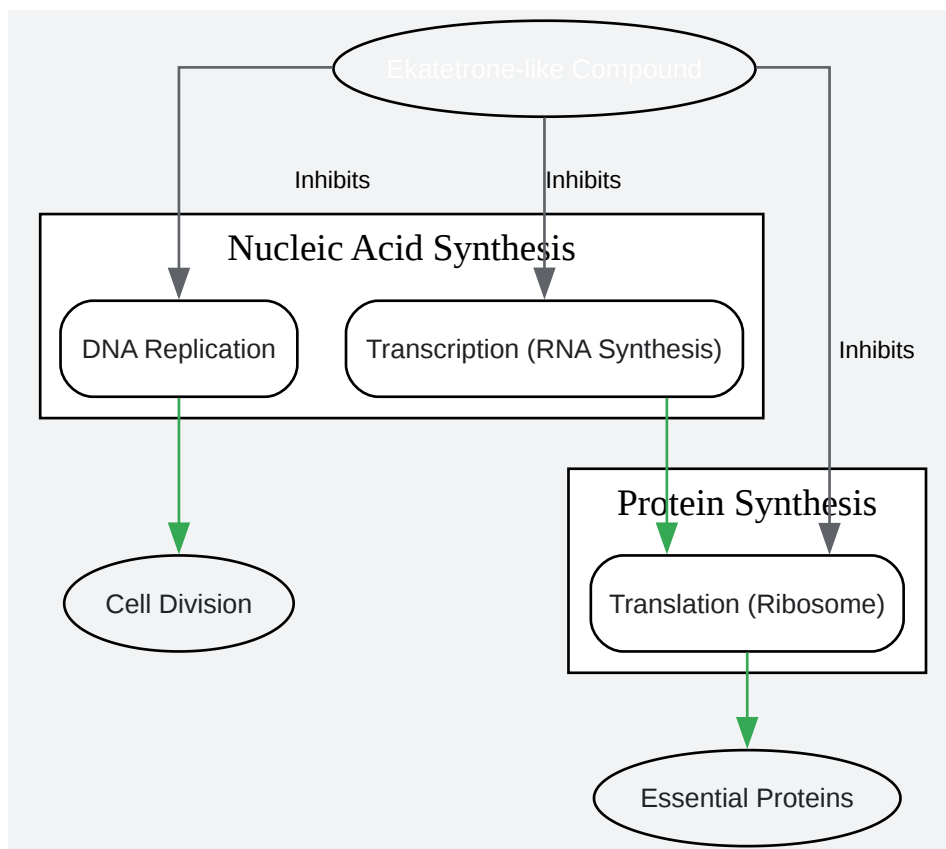 Ekatetrone-like Compound
Inhibits
Inhibits
Nucleic Acid Synthesis
DNA Replication
Transcription (RNA Synthesis)
Inhibits
Protein Synthesis
Cell Division
Translation (Ribosome)
Essential Proteins